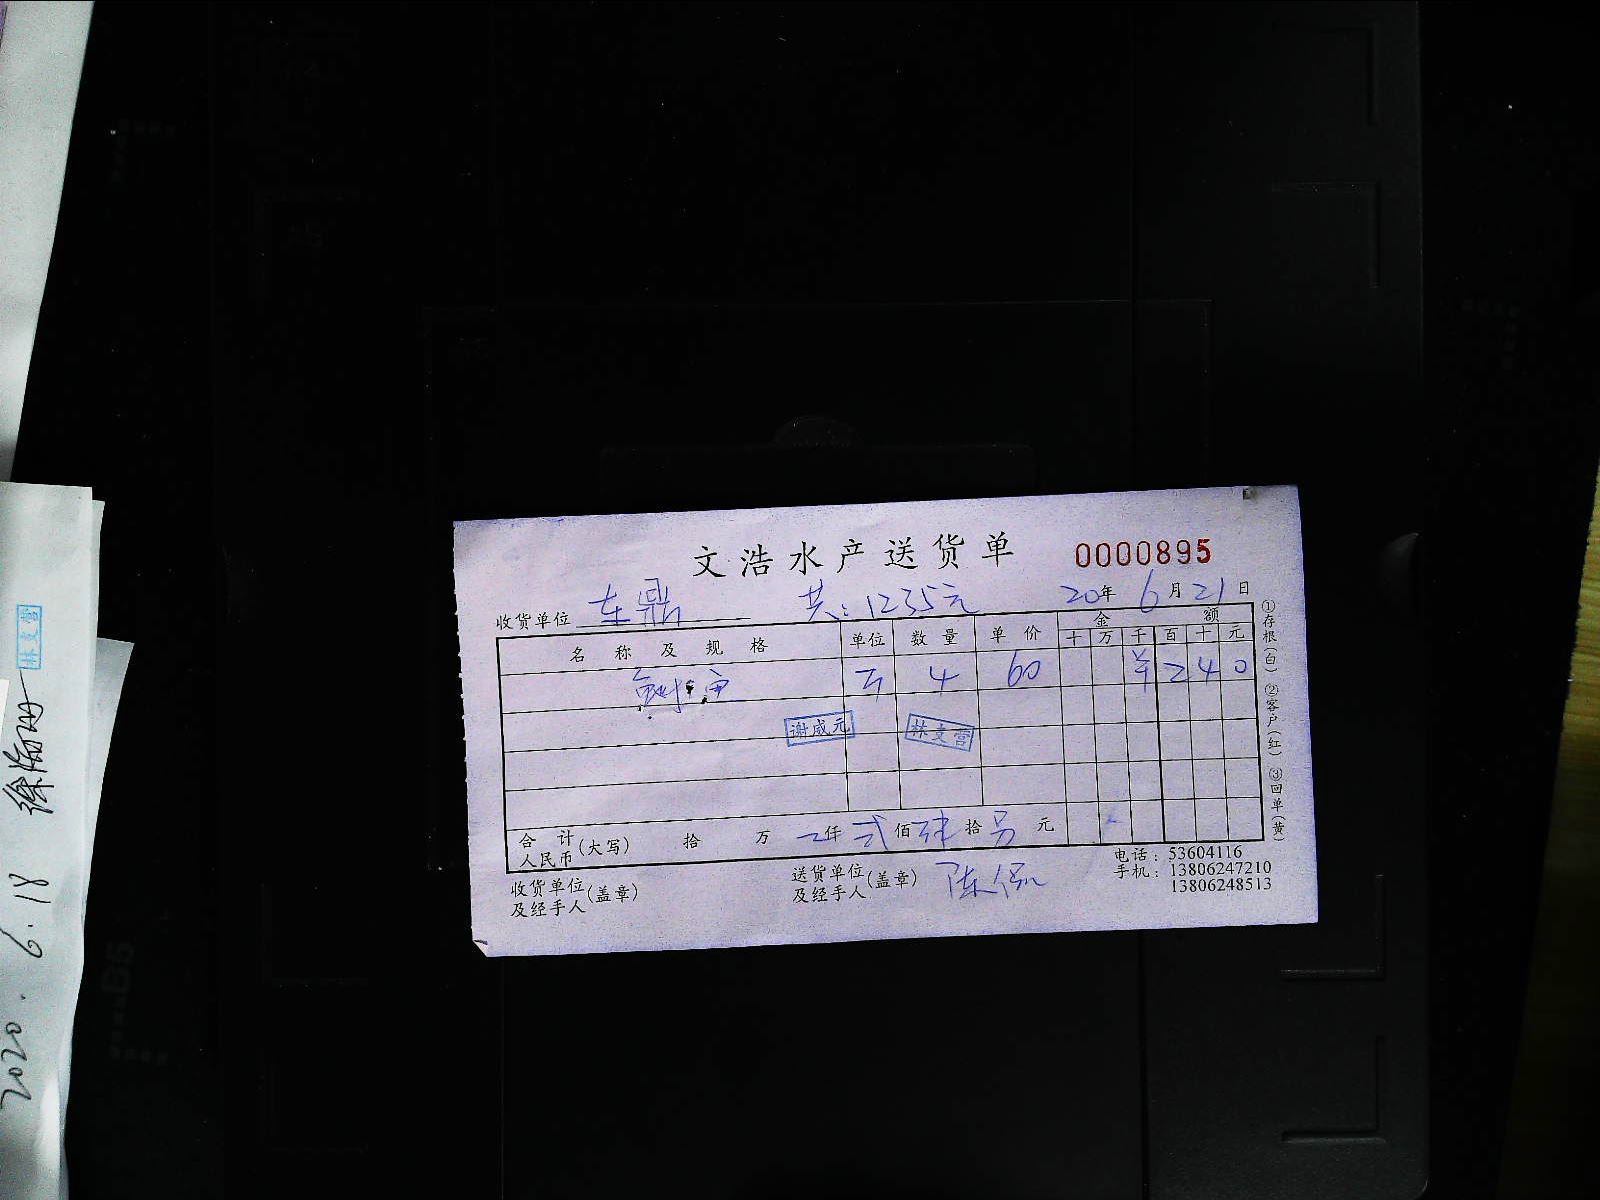 文浩水产送货单 0000895
收货单位 东鼎 共:1235元 20年6月21日
名称及规格 单位 数量 单价 金额
十 万 千 百 十 元
鱼 斤 4 60 ¥ 2 4 0
谢成元 林支营
合计人民币(大写) 拾 万 仟 贰佰肆拾另元
收货单位及经手人(盖章) 送货单位及经手人(盖章) 陈
电话:53604116
手机:13806247210
13806248513
①存根(白) ②客户(红) ③回单(黄)
2020.6.18
林支营